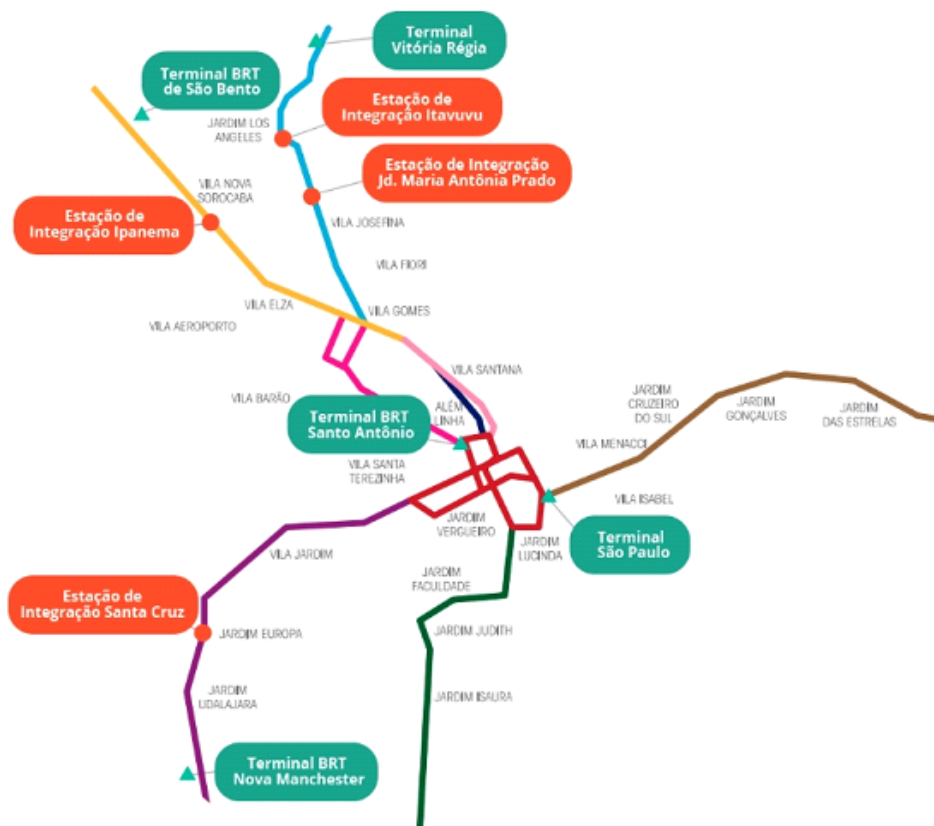 Terminal
Vitória Régia
Terminal BRT
de São Bento
Estação de
Integração Itavuvu
JARDIM LOS
ANGELES
Estação de Integração
Jd. Maria Antônia Prado
VILA NOVA
SOROCABA
Estação de
Integração Ipanema
VILA JOSEFINA
VILA FIORI
VILA ELZA
VILA GOMES
VILA AEROPORTO
VILA SANTANA
VILA BARÃO
JARDIM
CRUZEIRO
DO SUL
JARDIM
GONÇALVES
JARDIM
DAS ESTRELAS
Terminal BRT
Santo Antônio
ALÉM
LINHA
VILA MENACCI
VILA SANTA
TEREZINHA
VILA ISABEL
JARDIM
VERGUEIRO
JARDIM
LUCINDA
Terminal
São Paulo
VILA JARDIM
JARDIM
FACULDADE
Estação de
Integração Santa Cruz
JARDIM EUROPA
JARDIM JUDITH
JARDIM
UDALAJARA
JARDIM ISAURA
Terminal BRT
Nova Manchester